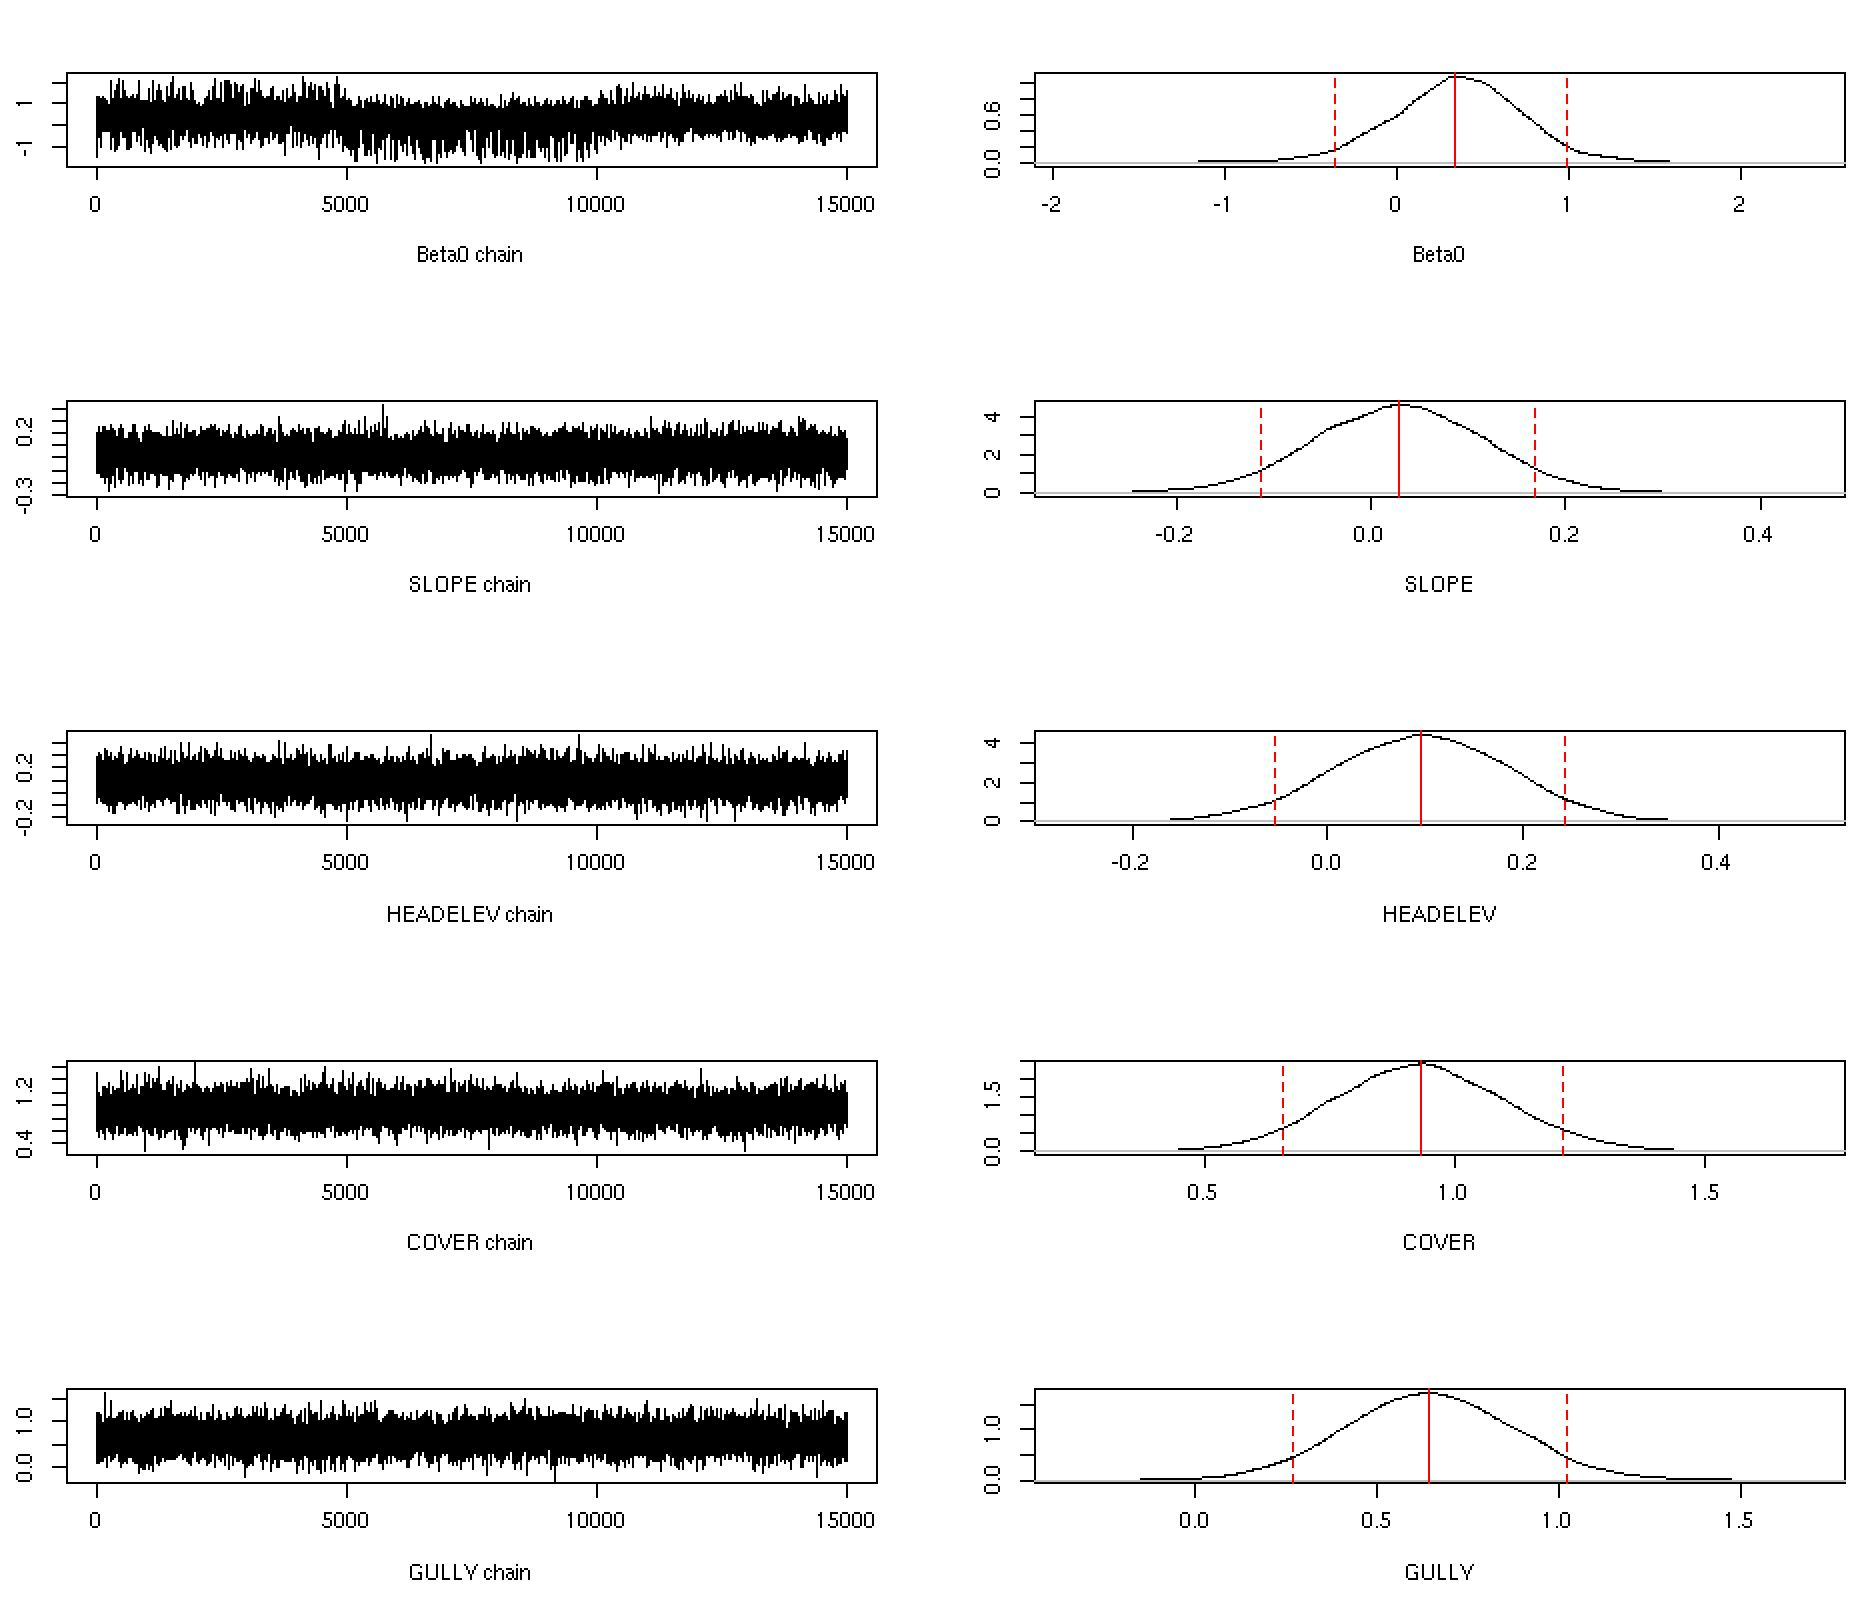 1
-1
0 5000 10000 15000
Beta0 chain
0.6
0.0
-2 -1 0 1 2
Beta0
0.2
-0.3
0 5000 10000 15000
SLOPE chain
4
2
0
-0.2 0.0 0.2 0.4
SLOPE
0.2
-0.2
0 5000 10000 15000
HEADELEV chain
4
2
0
-0.2 0.0 0.2 0.4
HEADELEV
1.2
0.4
0 5000 10000 15000
COVER chain
1.5
0.0
0.5 1.0 1.5
COVER
1.0
0.0
0 5000 10000 15000
GULLY chain
1.0
0.0
0.0 0.5 1.0 1.5
GULLY